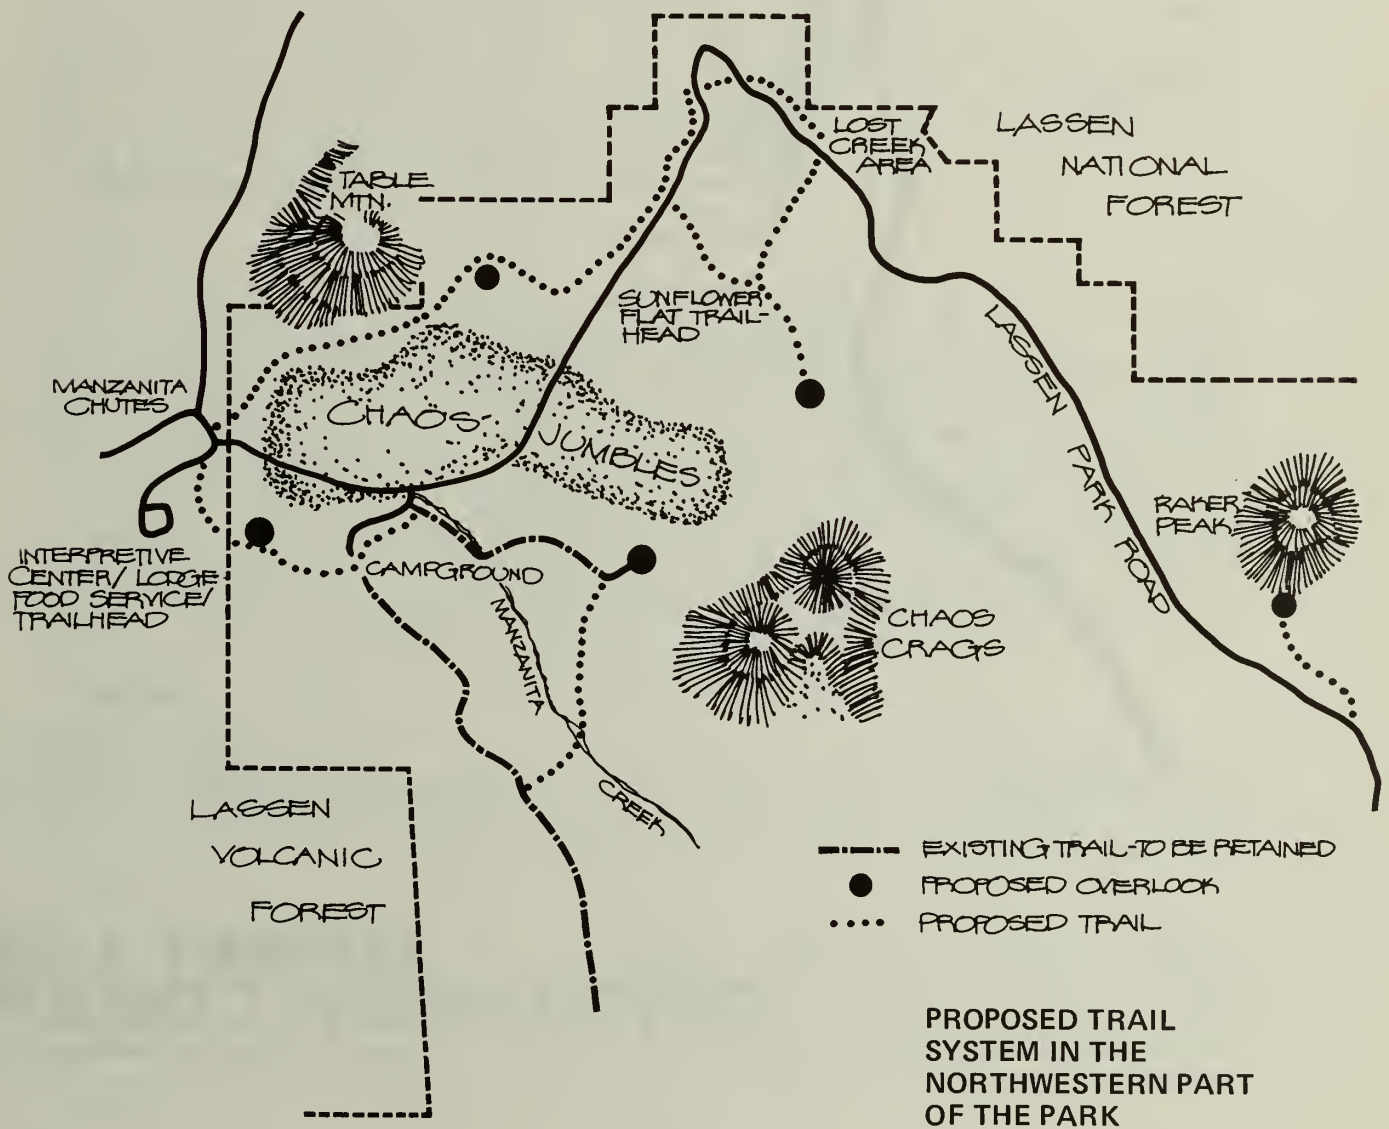 LOST
CREEK
AREA
LASSEN
NATIONAL
FOREST
TABLE
MTN.
SUNFLOWER
FLAT TRAIL-
HEAD
LASSEN PARK ROAD
MANZANITA
CHUTES
CHAOS
JUMBLES
RAKER
PEAK
INTERPRETIVE
CENTER/LODGE
FOOD SERVICE/
TRAILHEAD
CAMPGROUND
MANZANITA
CREEK
CHAOS
CRAGS
LASSEN
VOLCANIC
FOREST
EXISTING TRAIL-TO BE RETAINED
PROPOSED OVERLOOK
PROPOSED TRAIL
PROPOSED TRAIL
SYSTEM IN THE
NORTHWESTERN PART
OF THE PARK